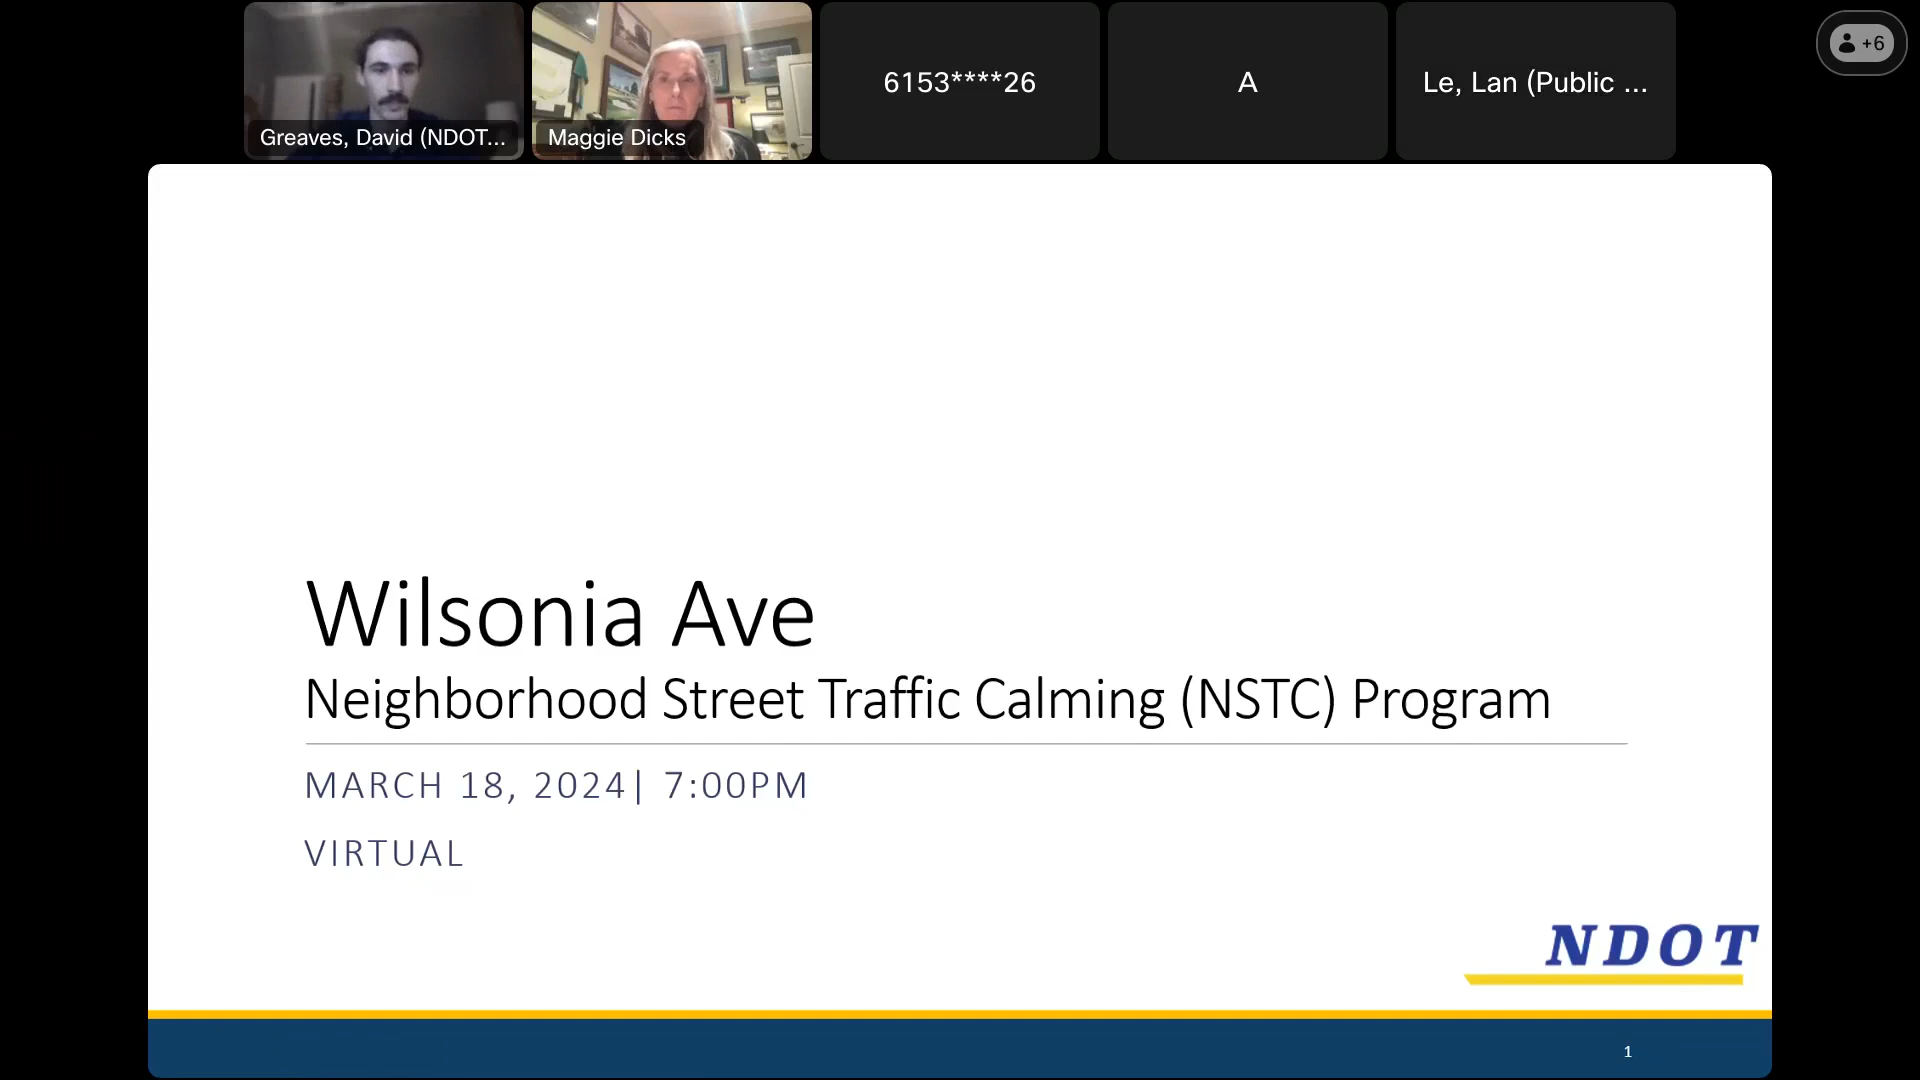 Greaves, David (NDOT...
Maggie Dicks
6153****26
A
Le, Lan (Public ...
+6
Wilsonia Ave
Neighborhood Street Traffic Calming (NSTC) Program
MARCH 18, 2024| 7:00PM
VIRTUAL
NDOT
1